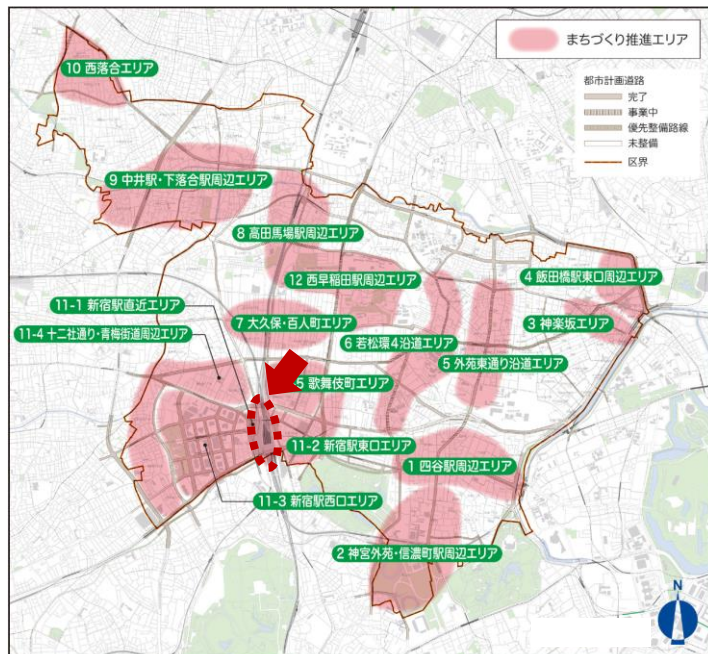 まちづくり推進エリア
都市計画道路
完了
事業中
優先整備路線
未整備
区界
10 西落合エリア
9 中井駅・下落合駅周辺エリア
8 高田馬場駅周辺エリア
12 西早稲田駅周辺エリア
4 飯田橋駅東口周辺エリア
11-1 新宿駅直近エリア
3 神楽坂エリア
7 大久保・百人町エリア
11-4 十二社通り・青梅街道周辺エリア
6 若松環4沿道エリア
5 外苑東通り沿道エリア
-5 歌舞伎町エリア
11-2 新宿駅東口エリア
1 四谷駅周辺エリア
11-3 新宿駅西口エリア
2 神宮外苑・信濃町駅周辺エリア
N